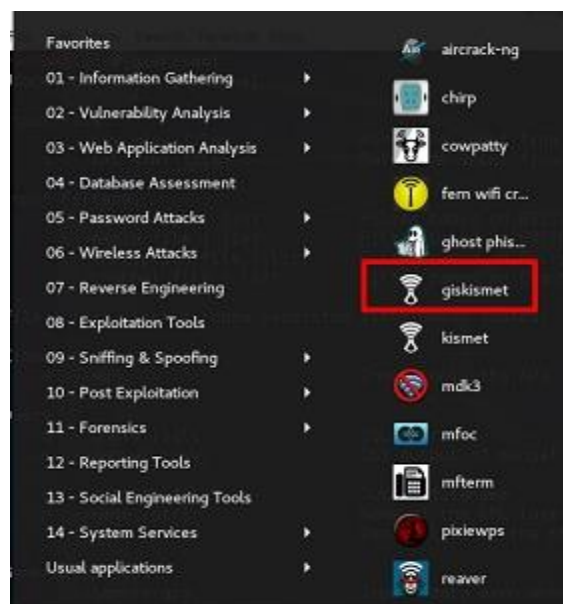 Favorites
01 - Information Gathering
02 - Vulnerability Analysis
03 - Web Application Analysis
04 - Database Assessment
05 - Password Attacks
06 - Wireless Attacks
07 - Reverse Engineering
08 - Exploitation Tools
09 - Sniffing & Spoofing
10 - Post Exploitation
11 - Forensics
12 - Reporting Tools
13 - Social Engineering Tools
14 - System Services
Usual applications
aircrack-ng
chirp
cowpatty
fern wifi cr...
ghost phis...
giskismet
kismet
mdk3
mfoc
mfterm
pixiewps
reaver